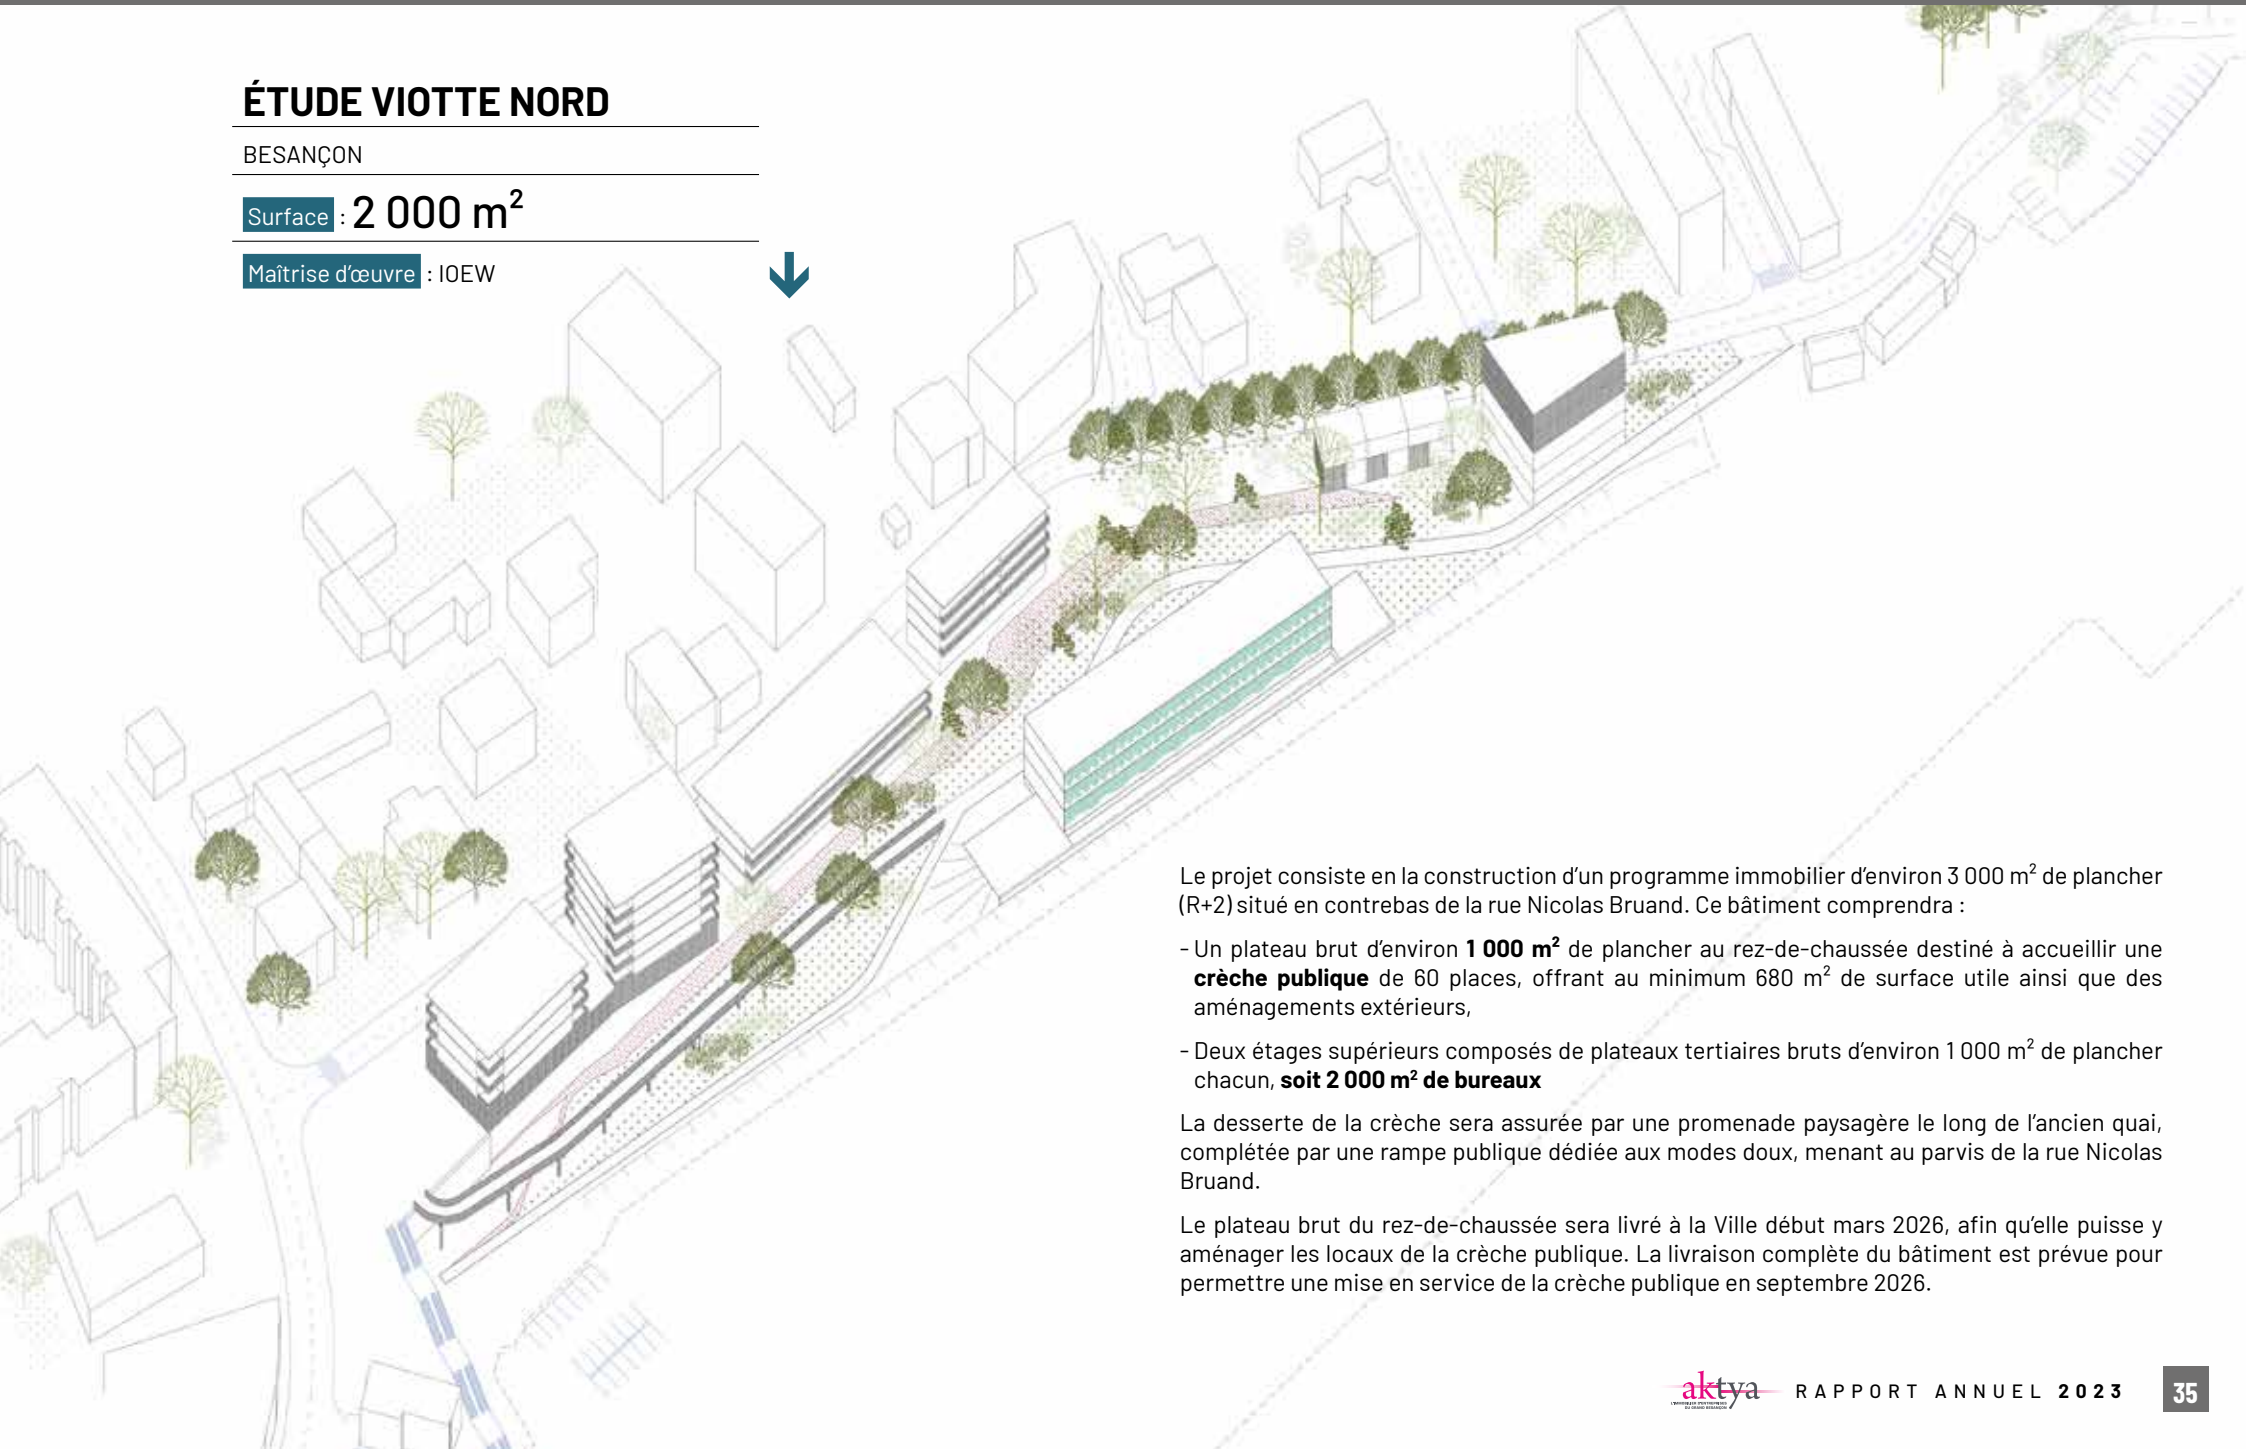 ÉTUDE VIOTTE NORD
BESANÇON
Surface : 2 000 m²
Maîtrise d'œuvre : IOEW
Le projet consiste en la construction d'un programme immobilier d'environ 3 000 m² de plancher
(R+2) situé en contrebas de la rue Nicolas Bruand. Ce bâtiment comprendra :
- Un plateau brut d'environ 1 000 m² de plancher au rez-de-chaussée destiné à accueillir une
crèche publique de 60 places, offrant au minimum 680 m² de surface utile ainsi que des
aménagements extérieurs,
- Deux étages supérieurs composés de plateaux tertiaires bruts d'environ 1 000 m² de plancher
chacun, soit 2 000 m² de bureaux
La desserte de la crèche sera assurée par une promenade paysagère le long de l'ancien quai,
complétée par une rampe publique dédiée aux modes doux, menant au parvis de la rue Nicolas
Bruand.
Le plateau brut du rez-de-chaussée sera livré à la Ville début mars 2026, afin qu'elle puisse y
aménager les locaux de la crèche publique. La livraison complète du bâtiment est prévue pour
permettre une mise en service de la crèche publique en septembre 2026.
aktya
L'IMMOBILIER D'ENTREPRISES
DU GRAND BESANÇON
RAPPORT ANNUEL 2023
35